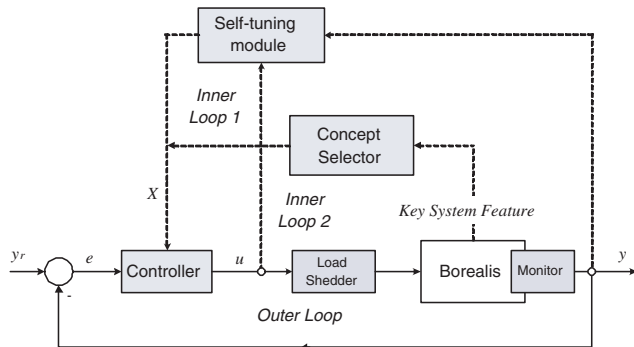 Self-tuning
module
Inner
Loop 1
Concept
Selector
X
Inner
Loop 2
Key System Feature
yr
e
Controller
u
Load
Shedder
Borealis
Monitor
y
-
Outer Loop